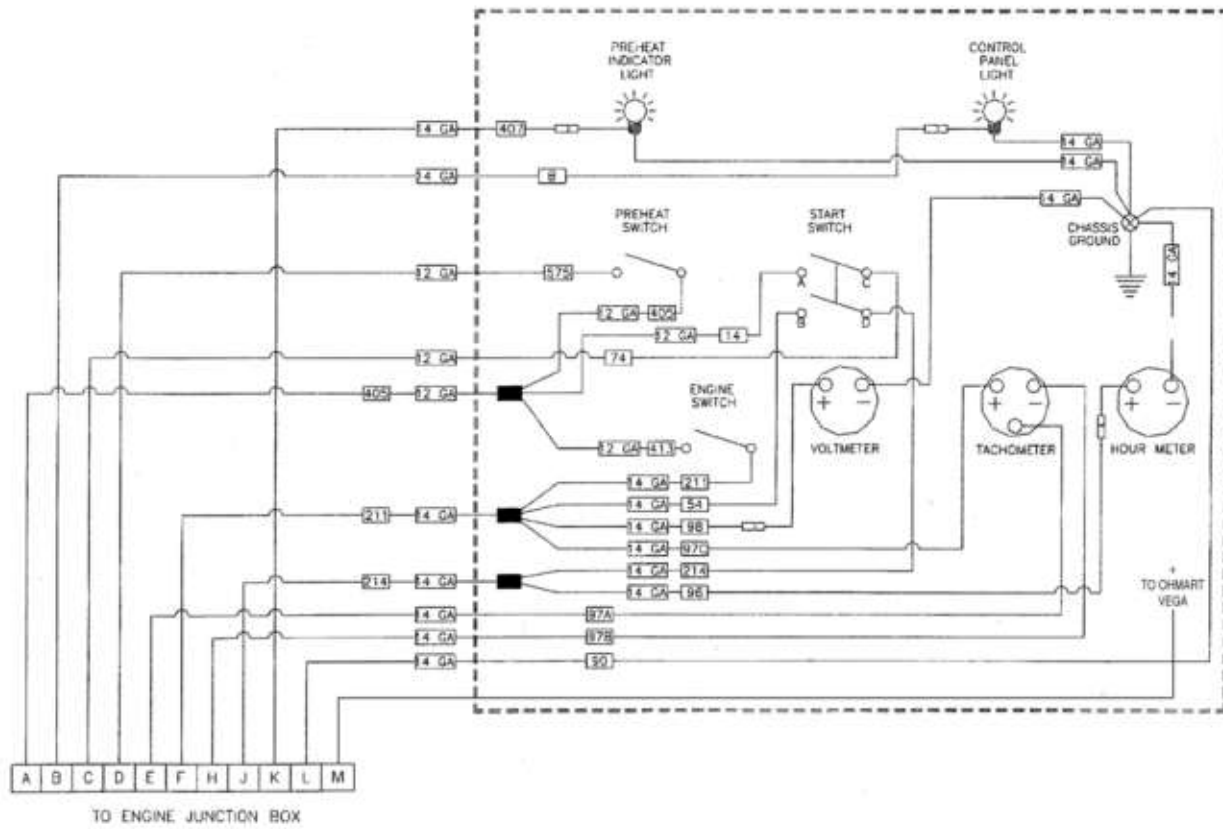 PREHEAT
INDICATOR
LIGHT
CONTROL
PANEL
LIGHT
14 GA 407
14 GA
14 GA
14 GA B
14 GA
PREHEAT
SWITCH
START
SWITCH
CHASSIS
GROUND
14 GA
12 GA 575
A C
12 GA 405
B D
12 GA 14
12 GA 74
405 12 GA
ENGINE
SWITCH
+ -
VOLTMETER
+ -
TACHOMETER
+ -
HOUR METER
12 GA 413
14 GA 211
14 GA 54
211 14 GA
14 GA 98
14 GA 97C
14 GA 214
214 14 GA
14 GA 96
+
TO OHMART
VEGA
14 GA 97A
14 GA 97B
14 GA 90
A B C D E F H J K L M
TO ENGINE JUNCTION BOX